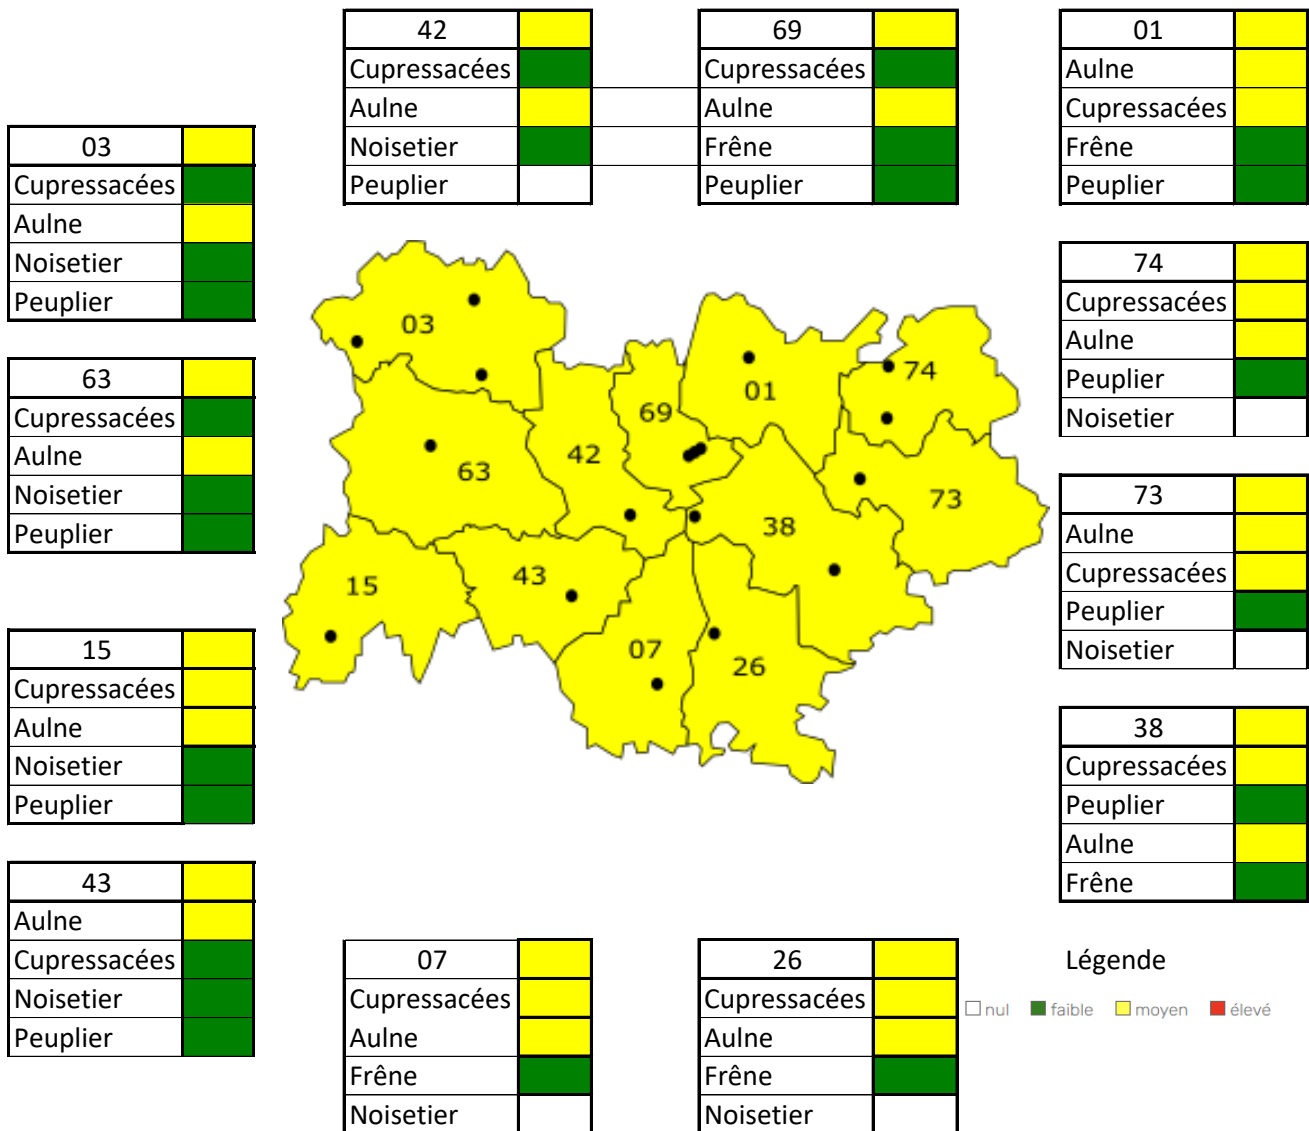 42
Cupressacées
Aulne
Noisetier
Peuplier
69
Cupressacées
Aulne
Frêne
Peuplier
01
Aulne
Cupressacées
Frêne
Peuplier
03
Cupressacées
Aulne
Noisetier
Peuplier
63
Cupressacées
Aulne
Noisetier
Peuplier
15
Cupressacées
Aulne
Noisetier
Peuplier
43
Aulne
Cupressacées
Noisetier
Peuplier
03
01
74
69
42
63
73
38
43
15
07
26
74
Cupressacées
Aulne
Peuplier
Noisetier
73
Aulne
Cupressacées
Peuplier
Noisetier
38
Cupressacées
Peuplier
Aulne
Frêne
07
Cupressacées
Aulne
Frêne
Noisetier
26
Cupressacées
Aulne
Frêne
Noisetier
Légende
nul faible moyen élevé